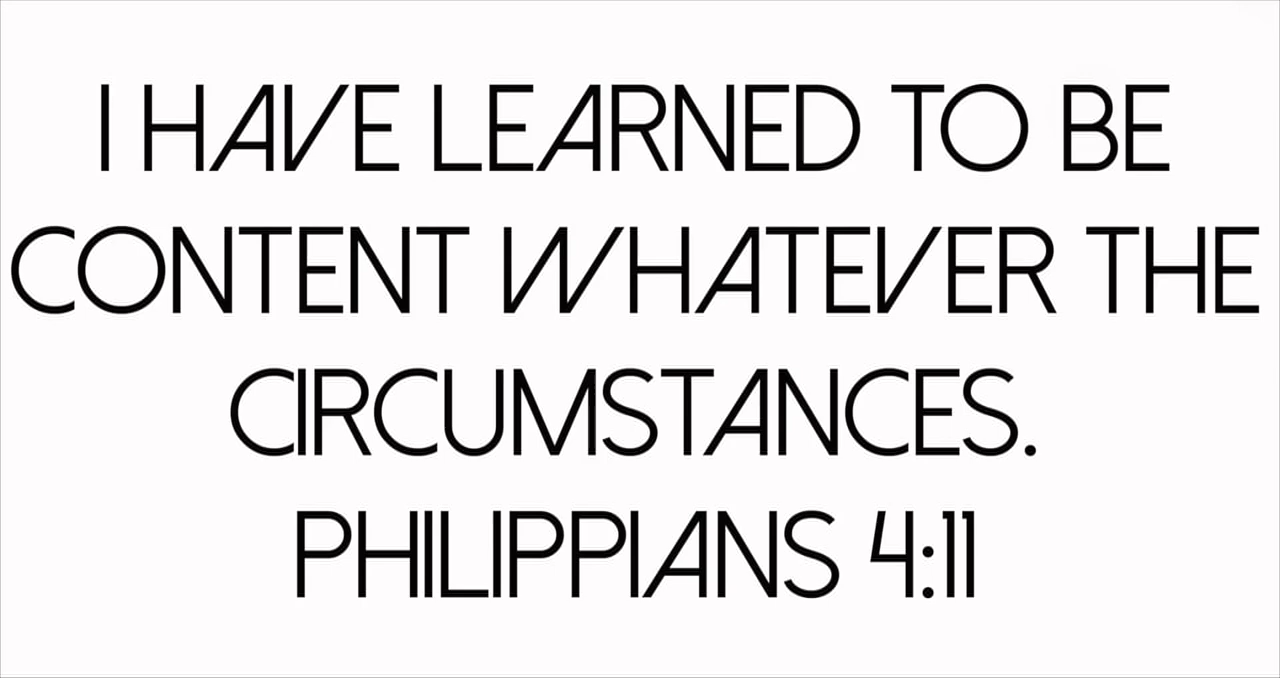 I HAVE LEARNED TO BE
CONTENT WHATEVER THE
CIRCUMSTANCES.
PHILIPPIANS 4:11